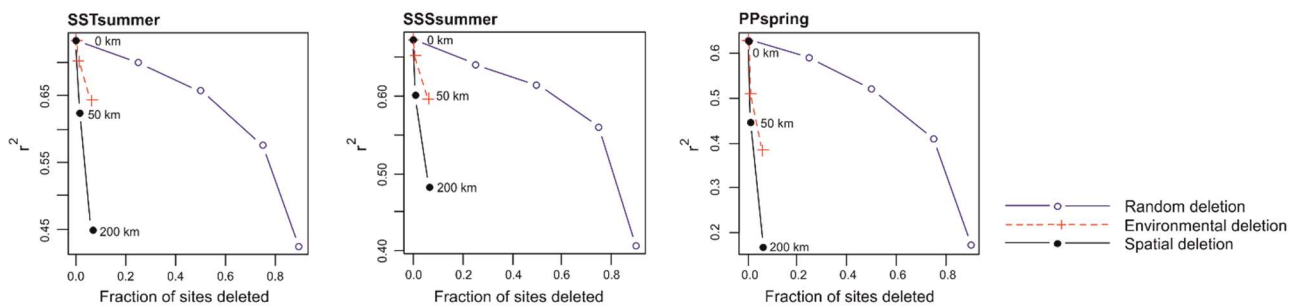 SSTsummer
r²
0.65
0.55
0.45
0 km
50 km
200 km
0.0 0.2 0.4 0.6 0.8
Fraction of sites deleted
SSSsummer
r²
0.60
0.50
0.40
0 km
50 km
200 km
0.0 0.2 0.4 0.6 0.8
Fraction of sites deleted
PPspring
r²
0.6
0.5
0.4
0.3
0.2
0 km
50 km
200 km
0.0 0.2 0.4 0.6 0.8
Fraction of sites deleted
Random deletion
Environmental deletion
Spatial deletion